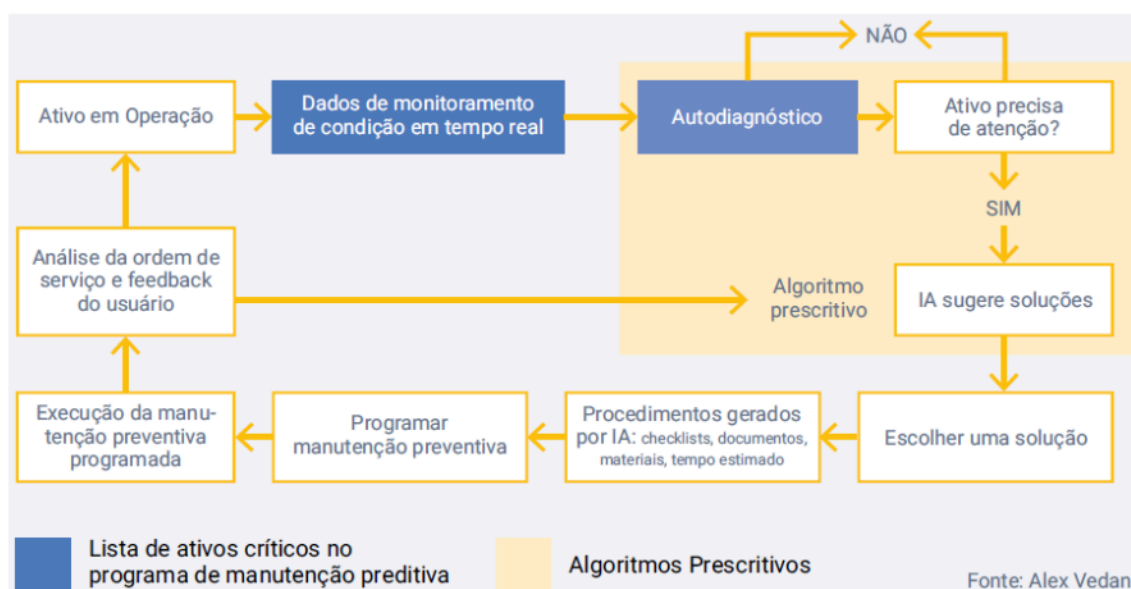 NÃO
Ativo em Operação
Dados de monitoramento
de condição em tempo real
Autodiagnóstico
Ativo precisa
de atenção?
SIM
Análise da ordem de
serviço e feedback
do usuário
Algoritmo
prescritivo
IA sugere soluções
Execução da manu-
tenção preventiva
programada
Programar
manutenção preventiva
Procedimentos gerados
por IA: checklists, documentos,
materiais, tempo estimado
Escolher uma solução
Lista de ativos críticos no
programa de manutenção preditiva
Algoritmos Prescritivos
Fonte: Alex Vedan